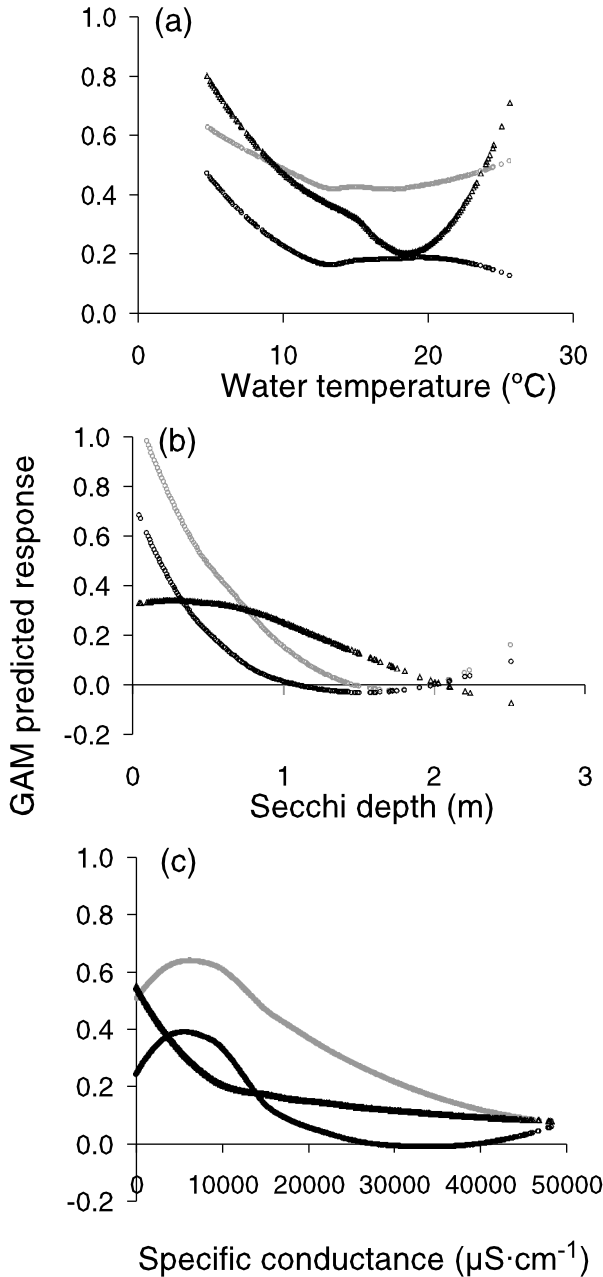 (a)
1.0
0.8
0.6
0.4
0.2
0.0
0 10 20 30
Water temperature (ºC)
GAM predicted response
(b)
1.0
0.8
0.6
0.4
0.2
0.0
-0.2
0 1 2 3
Secchi depth (m)
(c)
1.0
0.8
0.6
0.4
0.2
0.0
-0.2
0 10000 20000 30000 40000 50000
Specific conductance (µS·cm⁻¹)